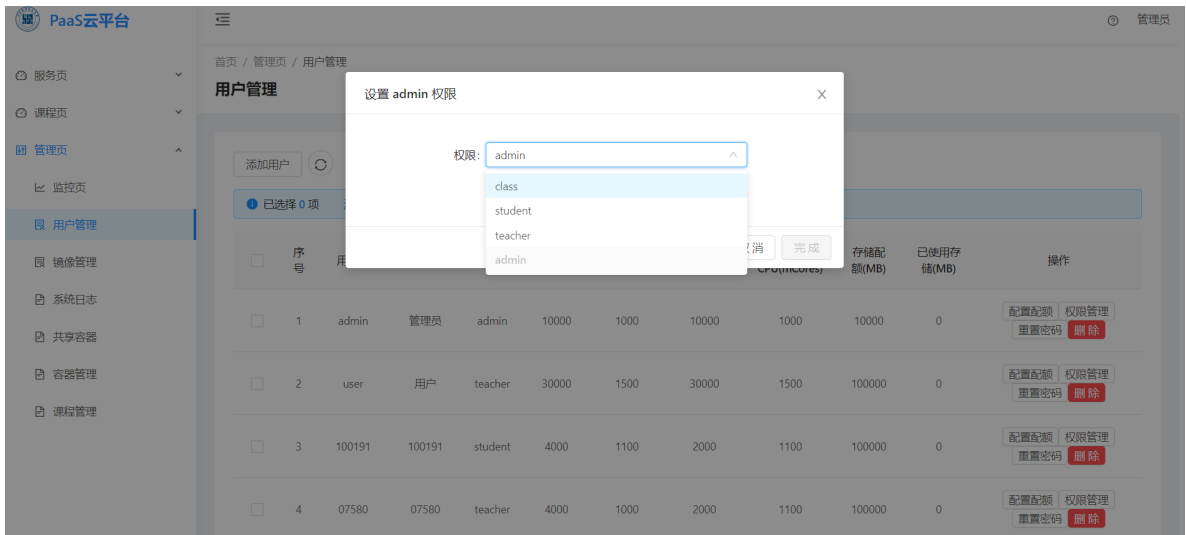 PaaS云平台
管理员
服务页
课程页
管理页
监控页
用户管理
镜像管理
系统日志
共享容器
容器管理
课程管理
首页 / 管理页 / 用户管理
用户管理
设置 admin 权限
权限: admin
class
student
teacher
admin
消 完成
添加用户
已选择 0 项
序号 用 CPU(mCores) 存储配额(MB) 已使用存储(MB) 操作
1 admin 管理员 admin 10000 1000 10000 1000 10000 0 配置配额 权限管理
重置密码 删除
2 user 用户 teacher 30000 1500 30000 1500 100000 0 配置配额 权限管理
重置密码 删除
3 100191 100191 student 4000 1100 2000 1100 100000 0 配置配额 权限管理
重置密码 删除
4 07580 07580 teacher 4000 1000 2000 1100 100000 0 配置配额 权限管理
重置密码 删除